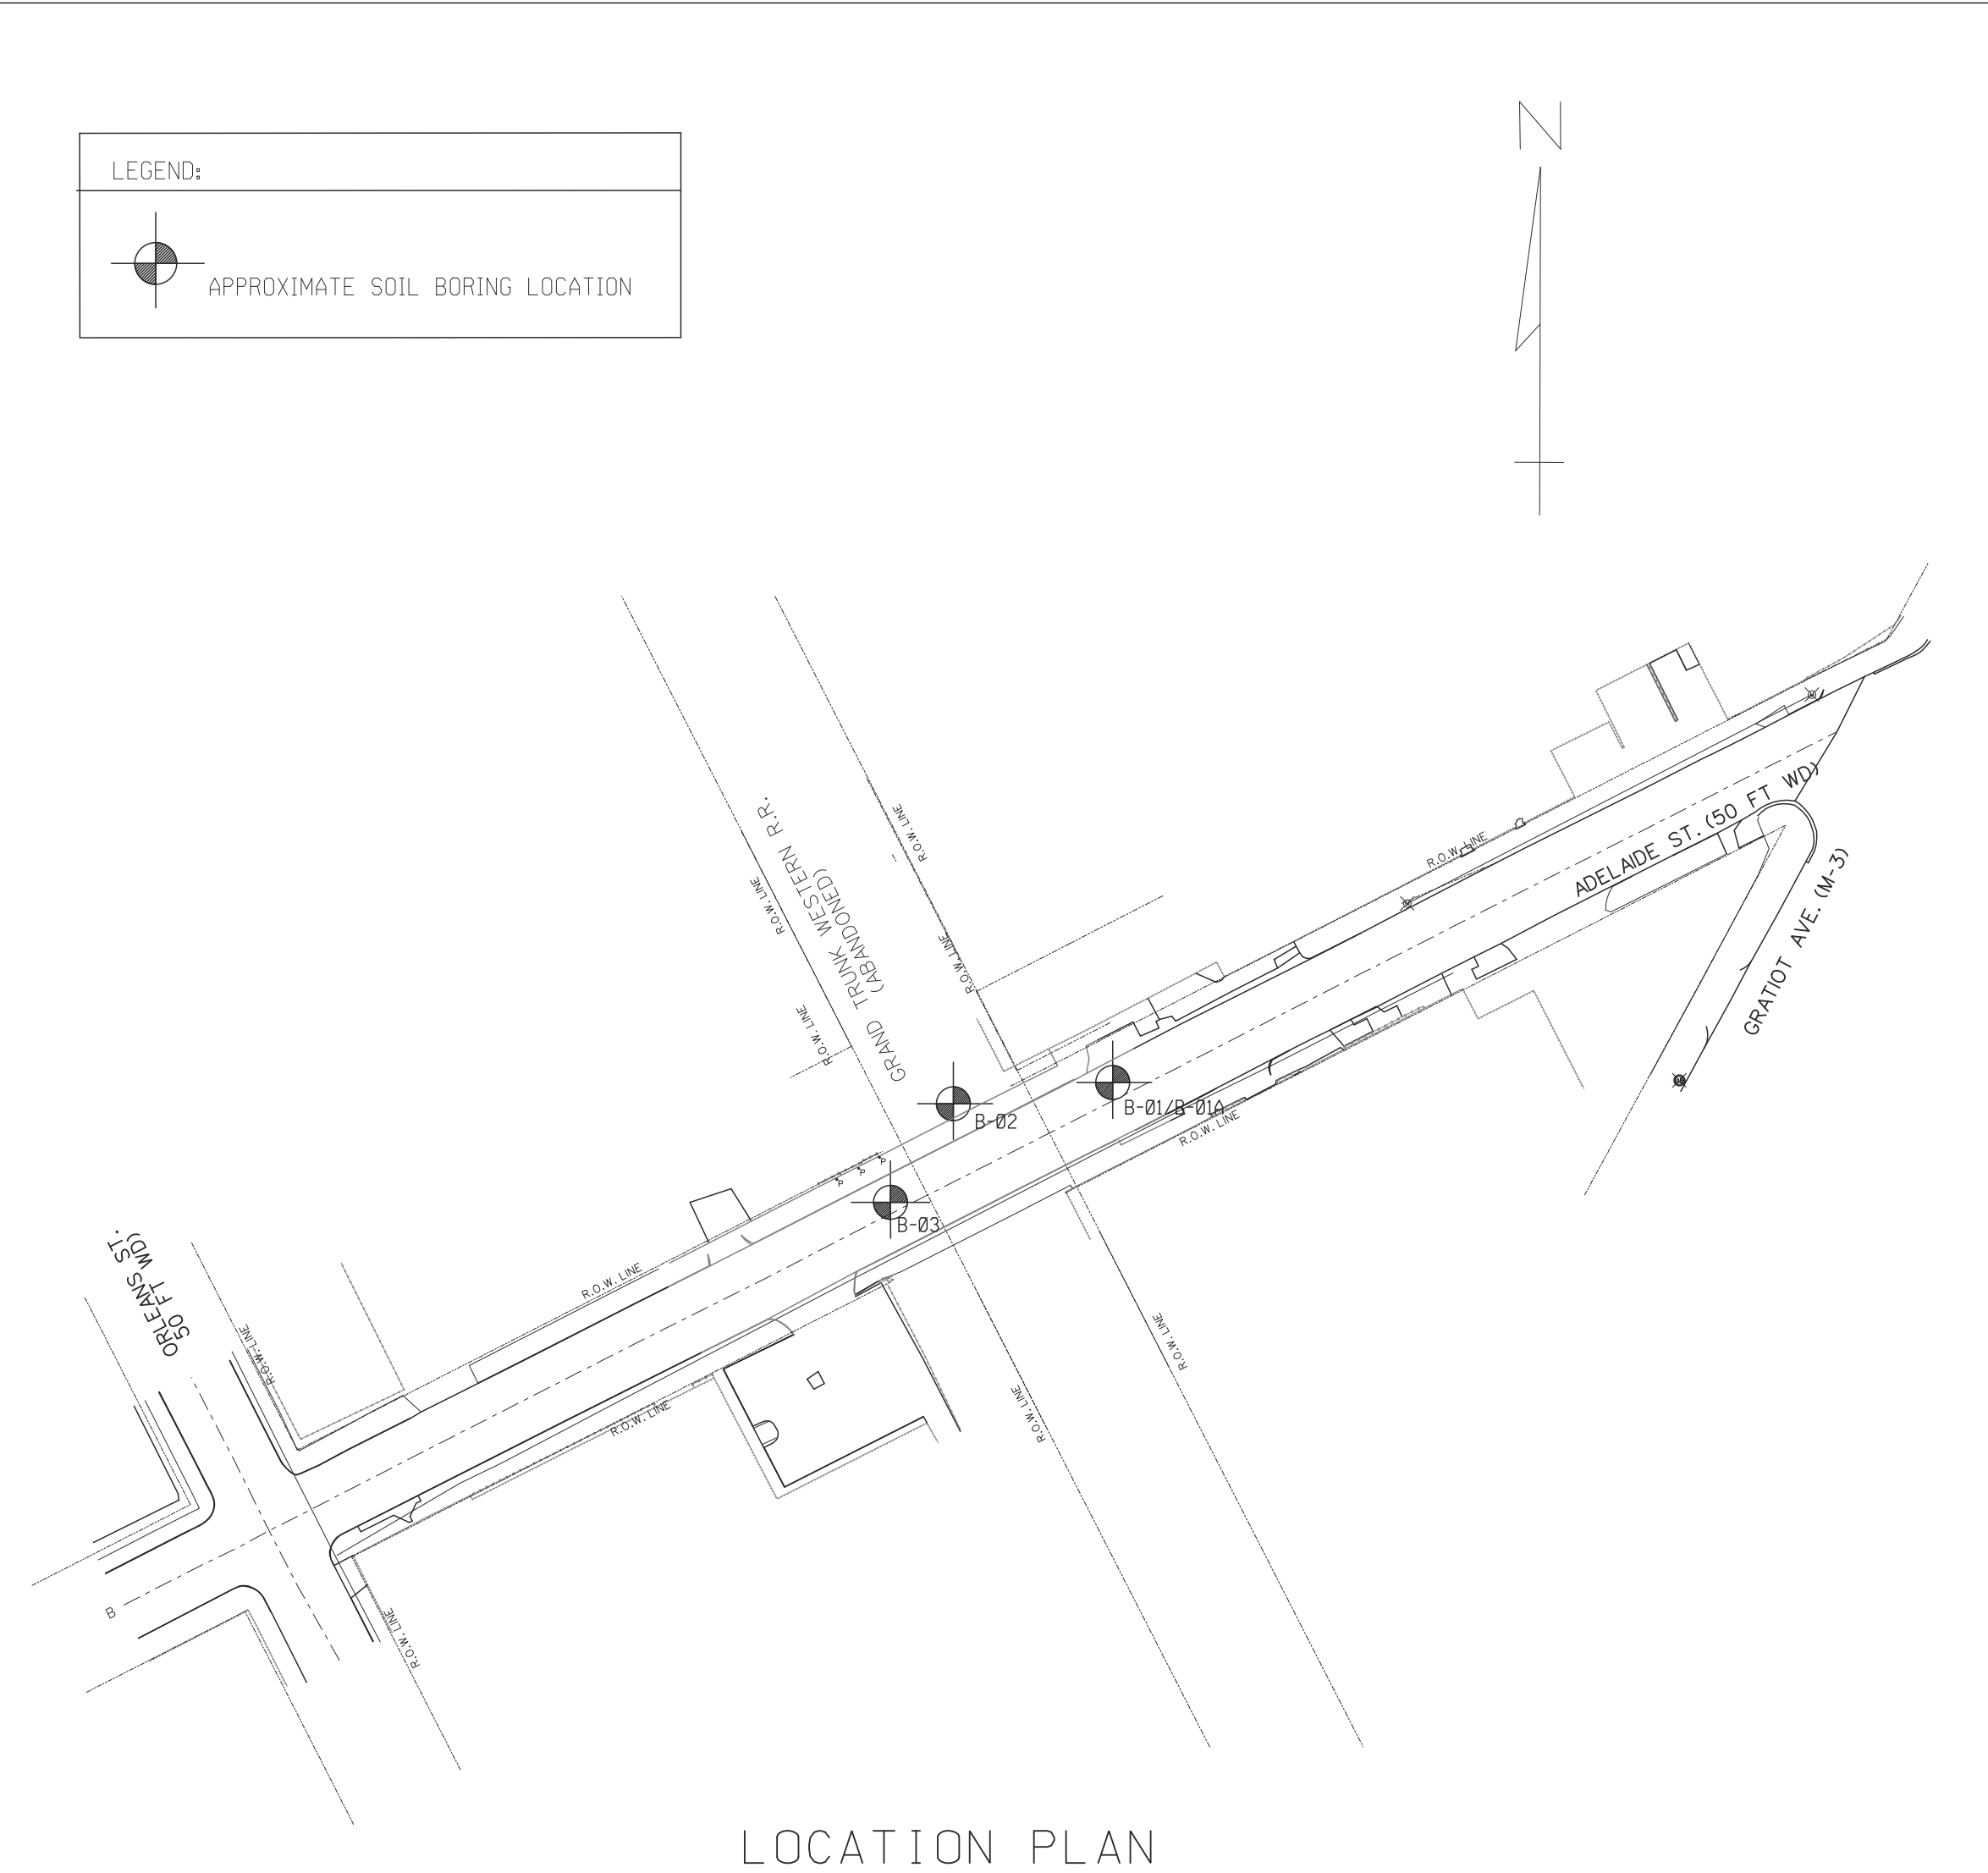 LEGEND:
APPROXIMATE SOIL BORING LOCATION
N
GRAND TRUNK WESTERN R.R.
(ABANDONED)
R.O.W. LINE
R.O.W. LINE
R.O.W. LINE
R.O.W. LINE
R.O.W. LINE
ADELAIDE ST. (50 FT WD)
GRATIOT AVE. (M-3)
B-02
B-01/B-01A
R.O.W. LINE
P
P
P
B-03
ORLEANS ST.
50 FT WD)
R.O.W. LINE
R.O.W. LINE
R.O.W. LINE
R.O.W. LINE
R.O.W. LINE
B
R.O.W. LINE
LOCATION PLAN